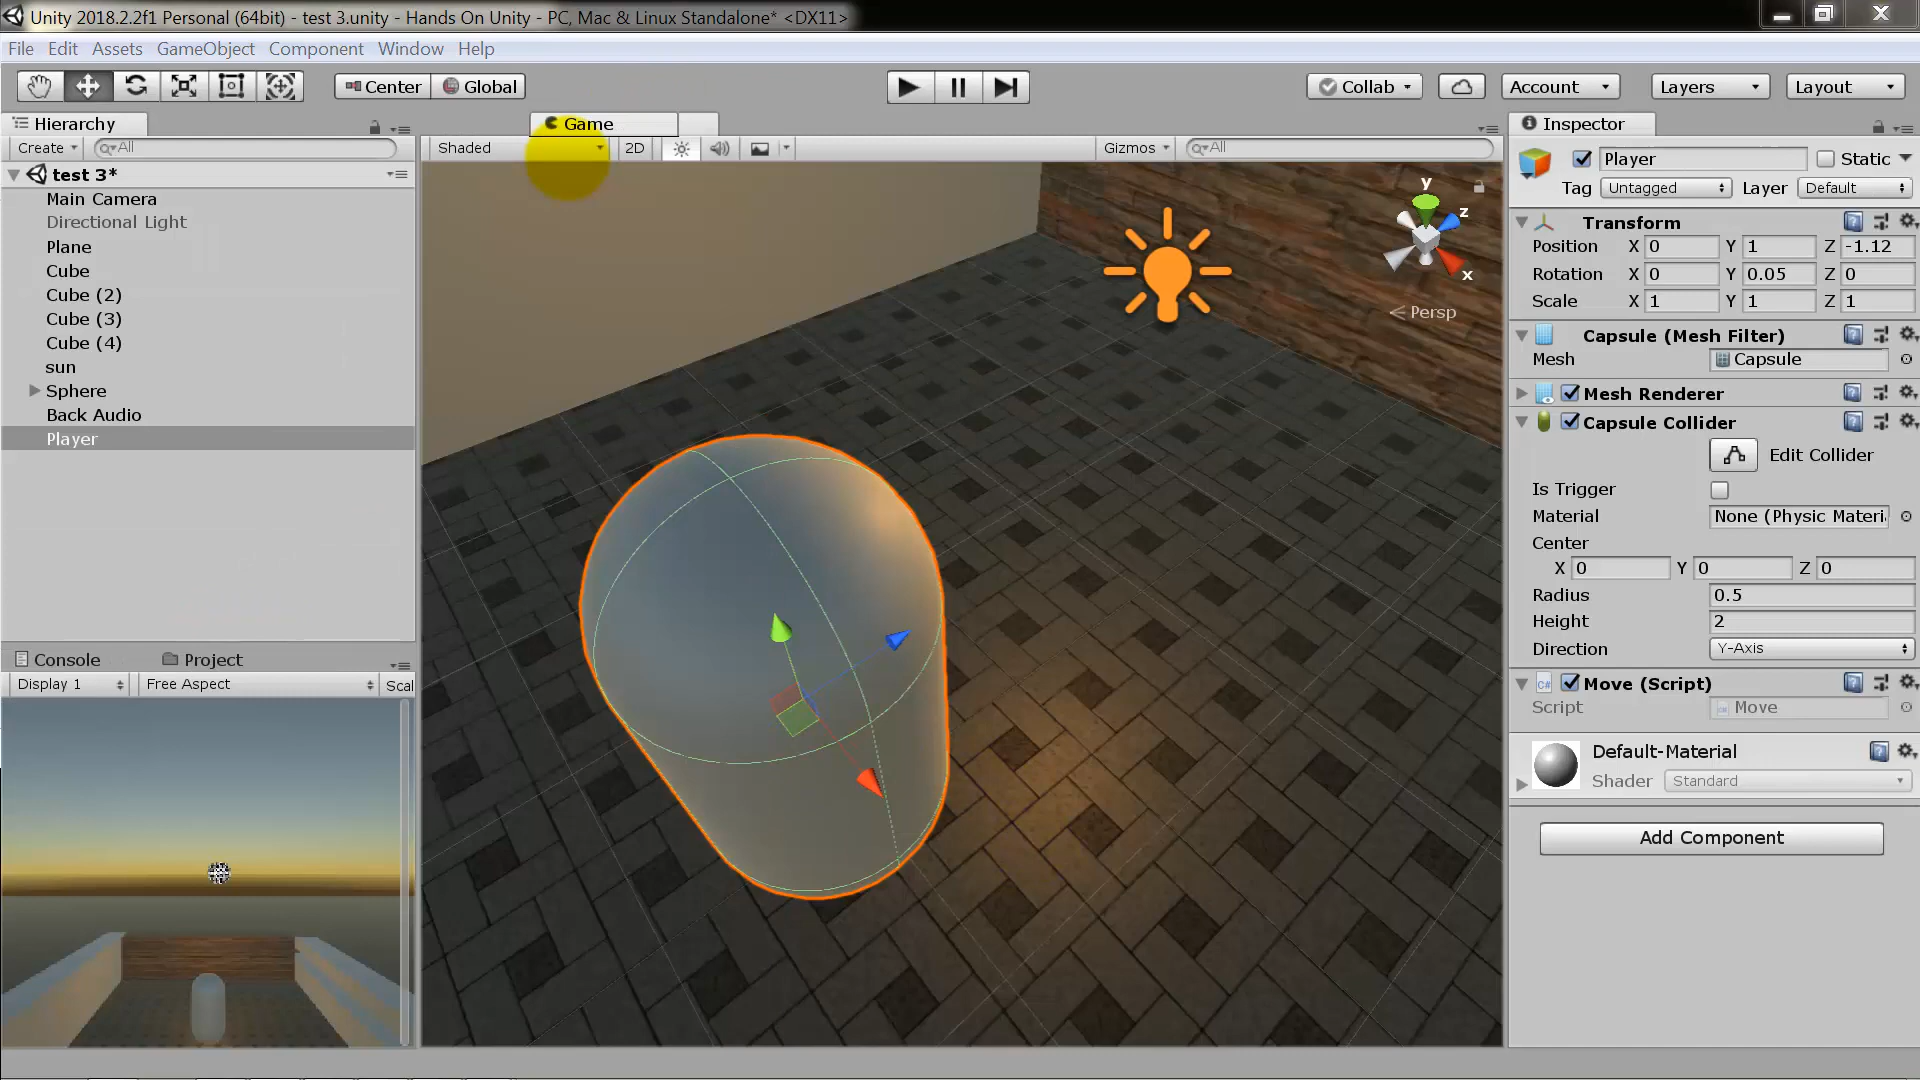 Unity 2018.2.2f1 Personal (64bit) - test 3.unity - Hands On Unity - PC, Mac & Linux Standalone* <DX11>
File Edit Assets GameObject Component Window Help
Center Global Collab Account Layers Layout
Hierarchy
Create All
test 3*
Main Camera
Directional Light
Plane
Cube
Cube (2)
Cube (3)
Cube (4)
sun
Sphere
Back Audio
Player
Console Project
Display 1 Free Aspect Scal
Game
Shaded 2D Gizmos All
y
z
x
Persp
Inspector
Player Static
Tag Untagged Layer Default
Transform
Position X 0 Y 1 Z -1.12
Rotation X 0 Y 0.05 Z 0
Scale X 1 Y 1 Z 1
Capsule (Mesh Filter)
Mesh Capsule
Mesh Renderer
Capsule Collider
Edit Collider
Is Trigger
Material None (Physic Materi
Center
X 0 Y 0 Z 0
Radius 0.5
Height 2
Direction Y-Axis
C# Move (Script)
Script Move
Default-Material
Shader Standard
Add Component